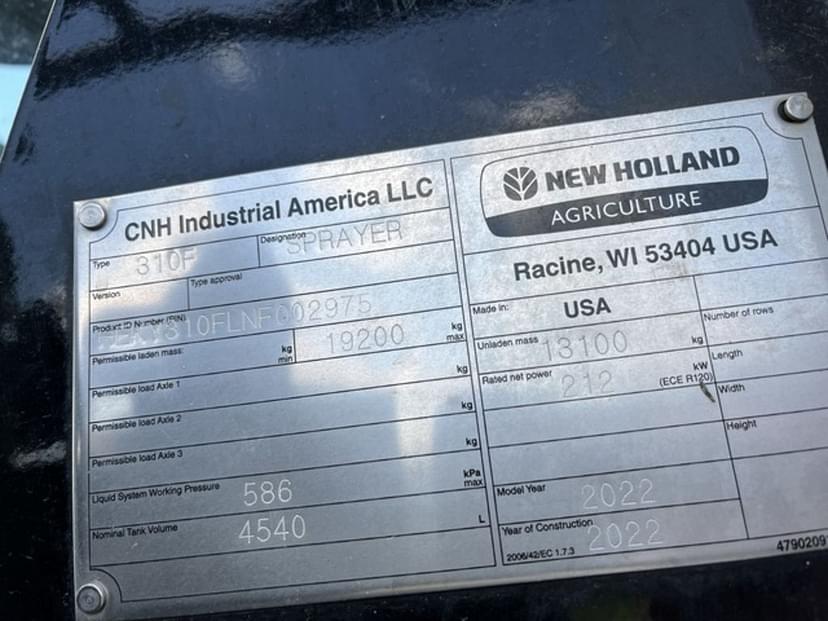 CNH Industrial America LLC
Type 310F
Designation SPRAYER
Version
Type approval
Product ID Number (PIN)
Permissible laden mass: kg min 19200 kg max
Permissible load Axle 1 kg
Permissible load Axle 2 kg
Permissible load Axle 3 kg
Liquid System Working Pressure 586 kPa max
Nominal Tank Volume 4540 L
NEW HOLLAND
AGRICULTURE
Racine, WI 53404 USA
Made in: USA
Unladen mass 13100 kg
Rated net power 212 kW (ECE R120)
Number of rows
Length
Width
Height
Model Year 2022
Year of Construction 2022
2006/42/EC 1.7.3